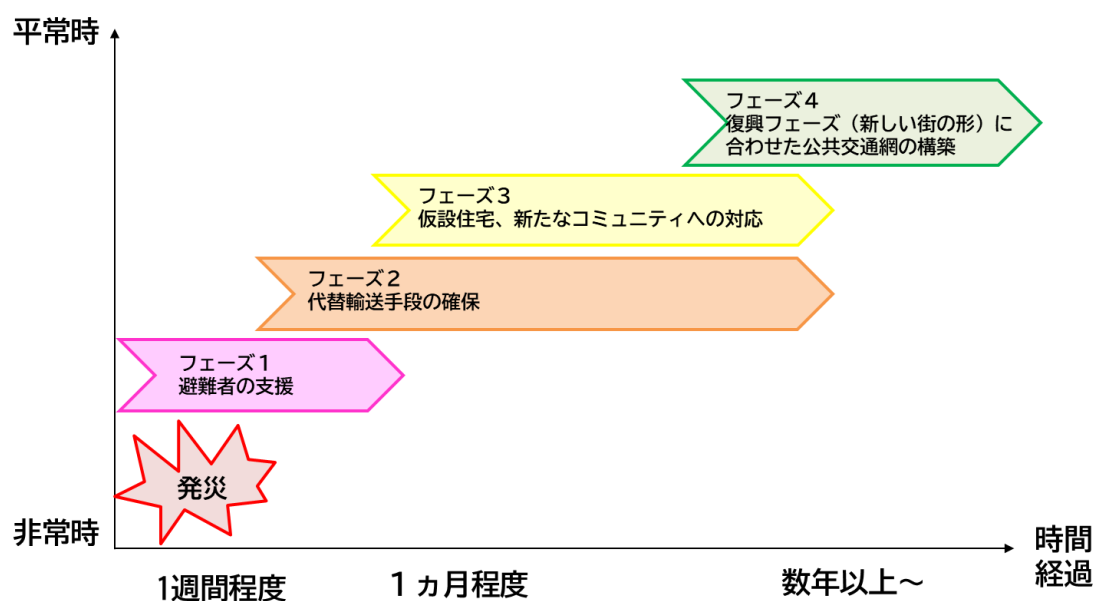 平常時
フェーズ４
復興フェーズ（新しい街の形）に
合わせた公共交通網の構築
フェーズ３
仮設住宅、新たなコミュニティへの対応
フェーズ２
代替輸送手段の確保
フェーズ１
避難者の支援
発災
非常時
時間
経過
1週間程度
１ヵ月程度
数年以上～